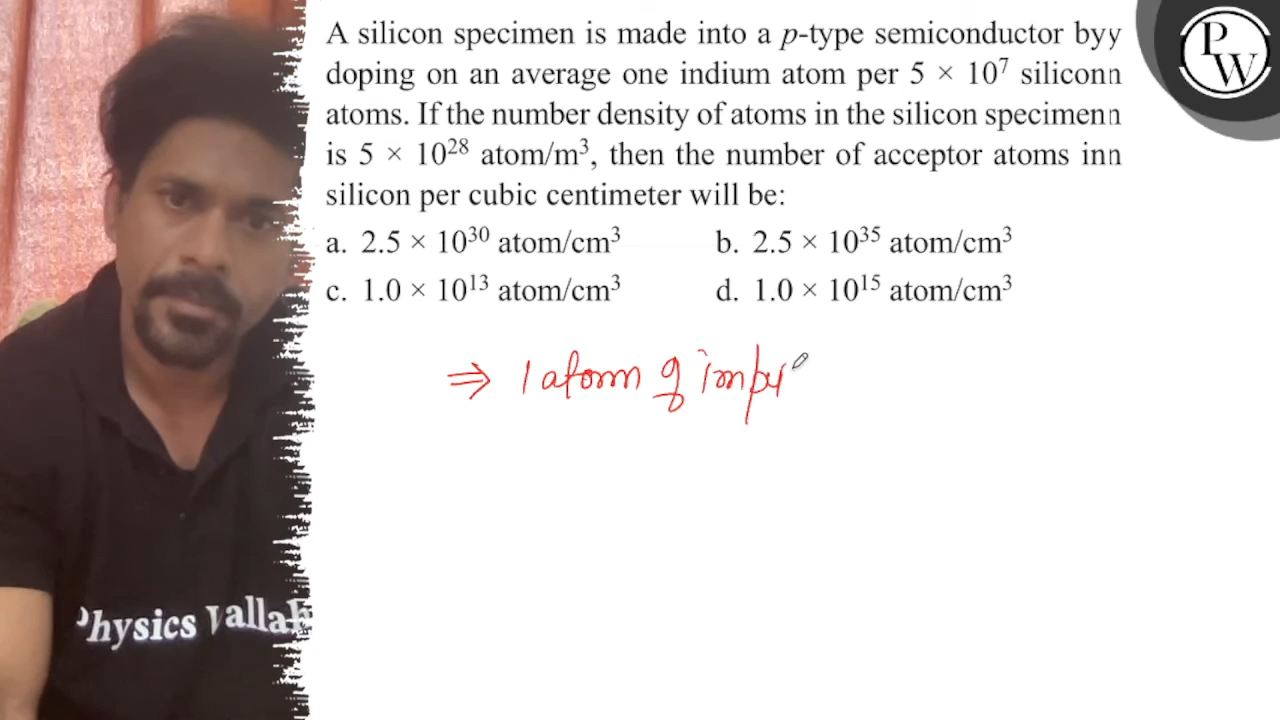 A silicon specimen is made into a p-type semiconductor byy
doping on an average one indium atom per 5 × 10⁷ siliconn
atoms. If the number density of atoms in the silicon specimenn
is 5 × 10²⁸ atom/m³, then the number of acceptor atoms inn
silicon per cubic centimeter will be:
a. 2.5 × 10³⁰ atom/cm³ b. 2.5 × 10³⁵ atom/cm³
c. 1.0 × 10¹³ atom/cm³ d. 1.0 × 10¹⁵ atom/cm³
⇒ 1 atom of
PW
Physics Vallah